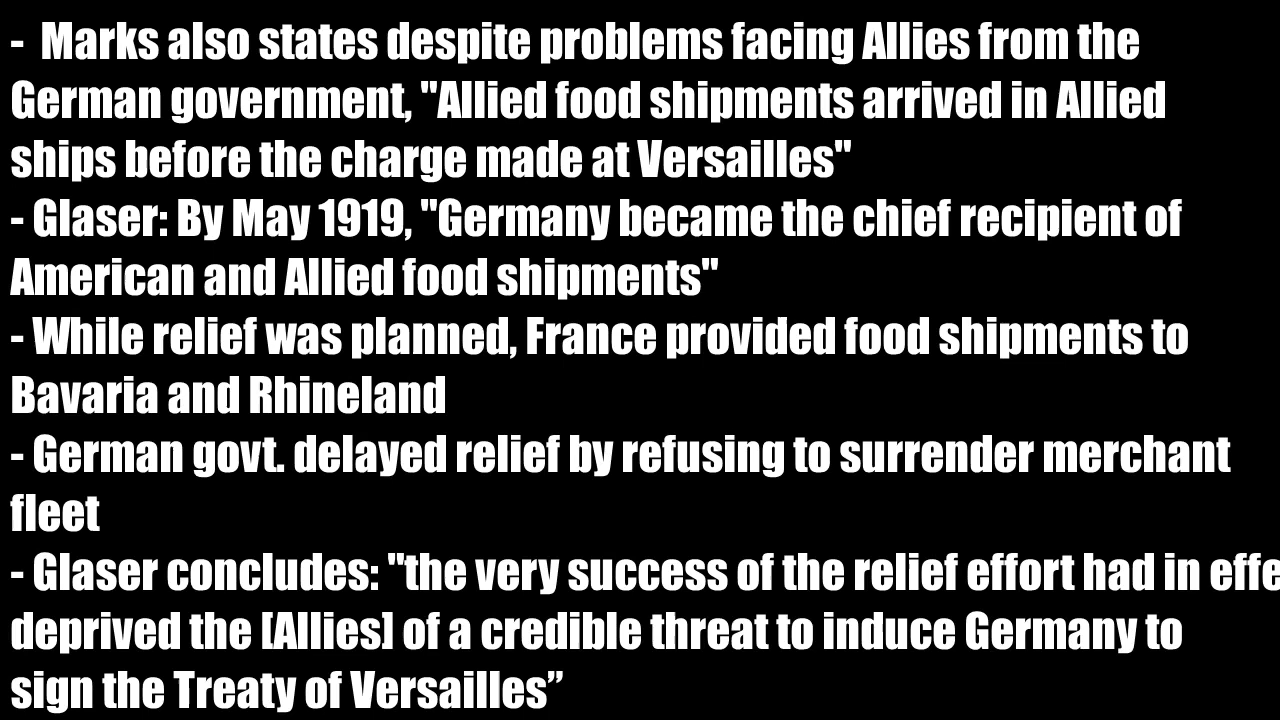 -  Marks also states despite problems facing Allies from the
German government, "Allied food shipments arrived in Allied
ships before the charge made at Versailles"
- Glaser: By May 1919, "Germany became the chief recipient of
American and Allied food shipments"
- While relief was planned, France provided food shipments to
Bavaria and Rhineland
- German govt. delayed relief by refusing to surrender merchant
fleet
- Glaser concludes: "the very success of the relief effort had in
deprived the [Allies] of a credible threat to induce Germany to
sign the Treaty of Versailles”